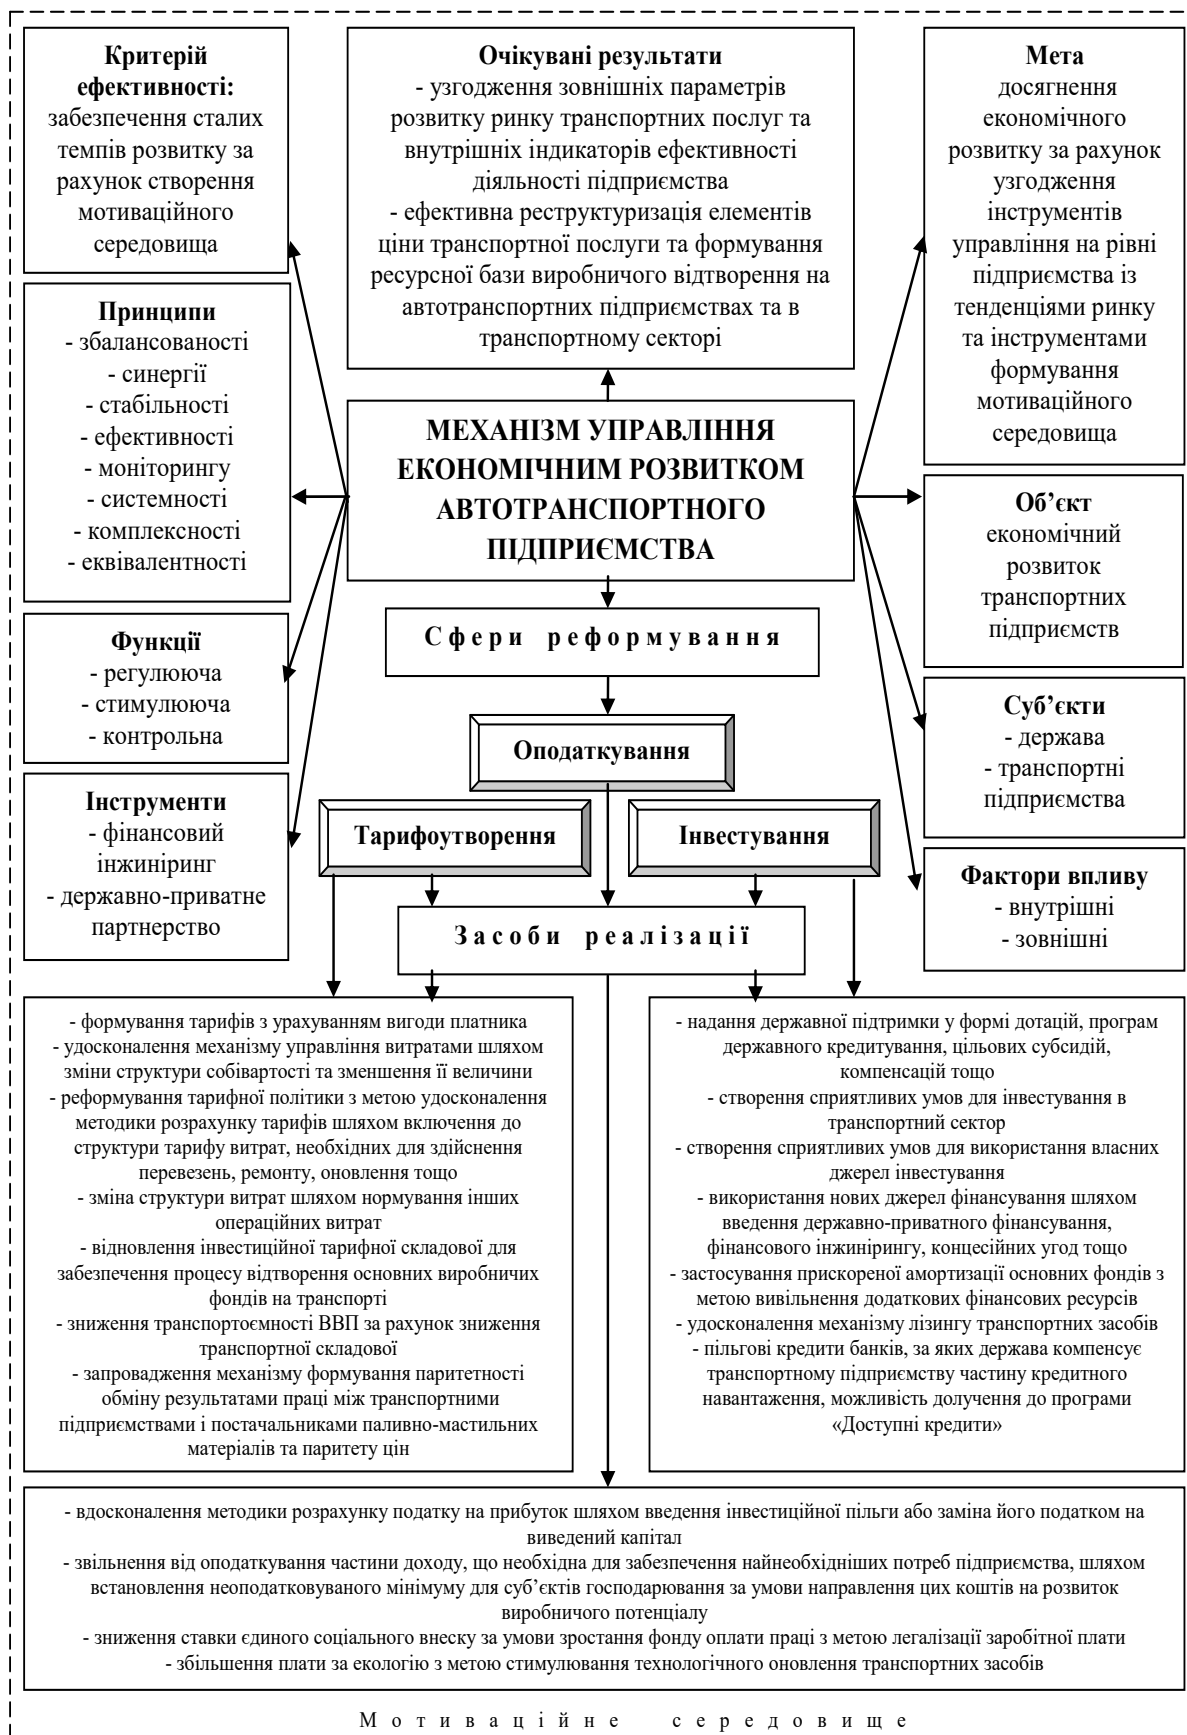 Критерій
ефективності:
забезпечення сталих
темпів розвитку за
рахунок створення
мотиваційного
середовища
Очікувані результати
- узгодження зовнішніх параметрів
розвитку ринку транспортних послуг та
внутрішніх індикаторів ефективності
діяльності підприємства
- ефективна реструктуризація елементів
ціни транспортної послуги та формування
ресурсної бази виробничого відтворення на
автотранспортних підприємствах та в
транспортному секторі
Мета
досягнення
економічного
розвитку за рахунок
узгодження
інструментів
управління на рівні
підприємства із
тенденціями ринку
та інструментами
формування
мотиваційного
середовища
Принципи
- збалансованості
- синергії
- стабільності
- ефективності
- моніторингу
- системності
- комплексності
- еквівалентності
МЕХАНІЗМ УПРАВЛІННЯ
ЕКОНОМІЧНИМ РОЗВИТКОМ
АВТОТРАНСПОРТНОГО
ПІДПРИЄМСТВА
Об’єкт
економічний
розвиток
транспортних
підприємств
Функції
- регулююча
- стимулююча
- контрольна
Сфери реформування
Суб’єкти
- держава
- транспортні
підприємства
Оподаткування
Інструменти
- фінансовий
інжиніринг
- державно-приватне
партнерство
Тарифоутворення
Інвестування
Фактори впливу
- внутрішні
- зовнішні
Засоби реалізації
- формування тарифів з урахуванням вигоди платника
- удосконалення механізму управління витратами шляхом
зміни структури собівартості та зменшення її величини
- реформування тарифної політики з метою удосконалення
методики розрахунку тарифів шляхом включення до
структури тарифу витрат, необхідних для здійснення
перевезень, ремонту, оновлення тощо
- зміна структури витрат шляхом нормування інших
операційних витрат
- відновлення інвестиційної тарифної складової для
забезпечення процесу відтворення основних виробничих
фондів на транспорті
- зниження транспортоємності ВВП за рахунок зниження
транспортної складової
- запровадження механізму формування паритетності
обміну результатами праці між транспортними
підприємствами і постачальниками паливно-мастильних
матеріалів та паритету цін
- надання державної підтримки у формі дотацій, програм
державного кредитування, цільових субсидій,
компенсацій тощо
- створення сприятливих умов для інвестування в
транспортний сектор
- створення сприятливих умов для використання власних
джерел інвестування
- використання нових джерел фінансування шляхом
введення державно-приватного фінансування,
фінансового інжинірингу, концесійних угод тощо
- застосування прискореної амортизації основних фондів з
метою вивільнення додаткових фінансових ресурсів
- удосконалення механізму лізингу транспортних засобів
- пільгові кредити банків, за яких держава компенсує
транспортному підприємству частину кредитного
навантаження, можливість долучення до програми
«Доступні кредити»
- вдосконалення методики розрахунку податку на прибуток шляхом введення інвестиційної пільги або заміна його податком на
виведений капітал
- звільнення від оподаткування частини доходу, що необхідна для забезпечення найнеобхідніших потреб підприємства, шляхом
встановлення неоподатковуваного мінімуму для суб’єктів господарювання за умови направлення цих коштів на розвиток
виробничого потенціалу
- зниження ставки єдиного соціального внеску за умови зростання фонду оплати праці з метою легалізації заробітної плати
- збільшення плати за екологію з метою стимулювання технологічного оновлення транспортних засобів
Мотиваційне середовище